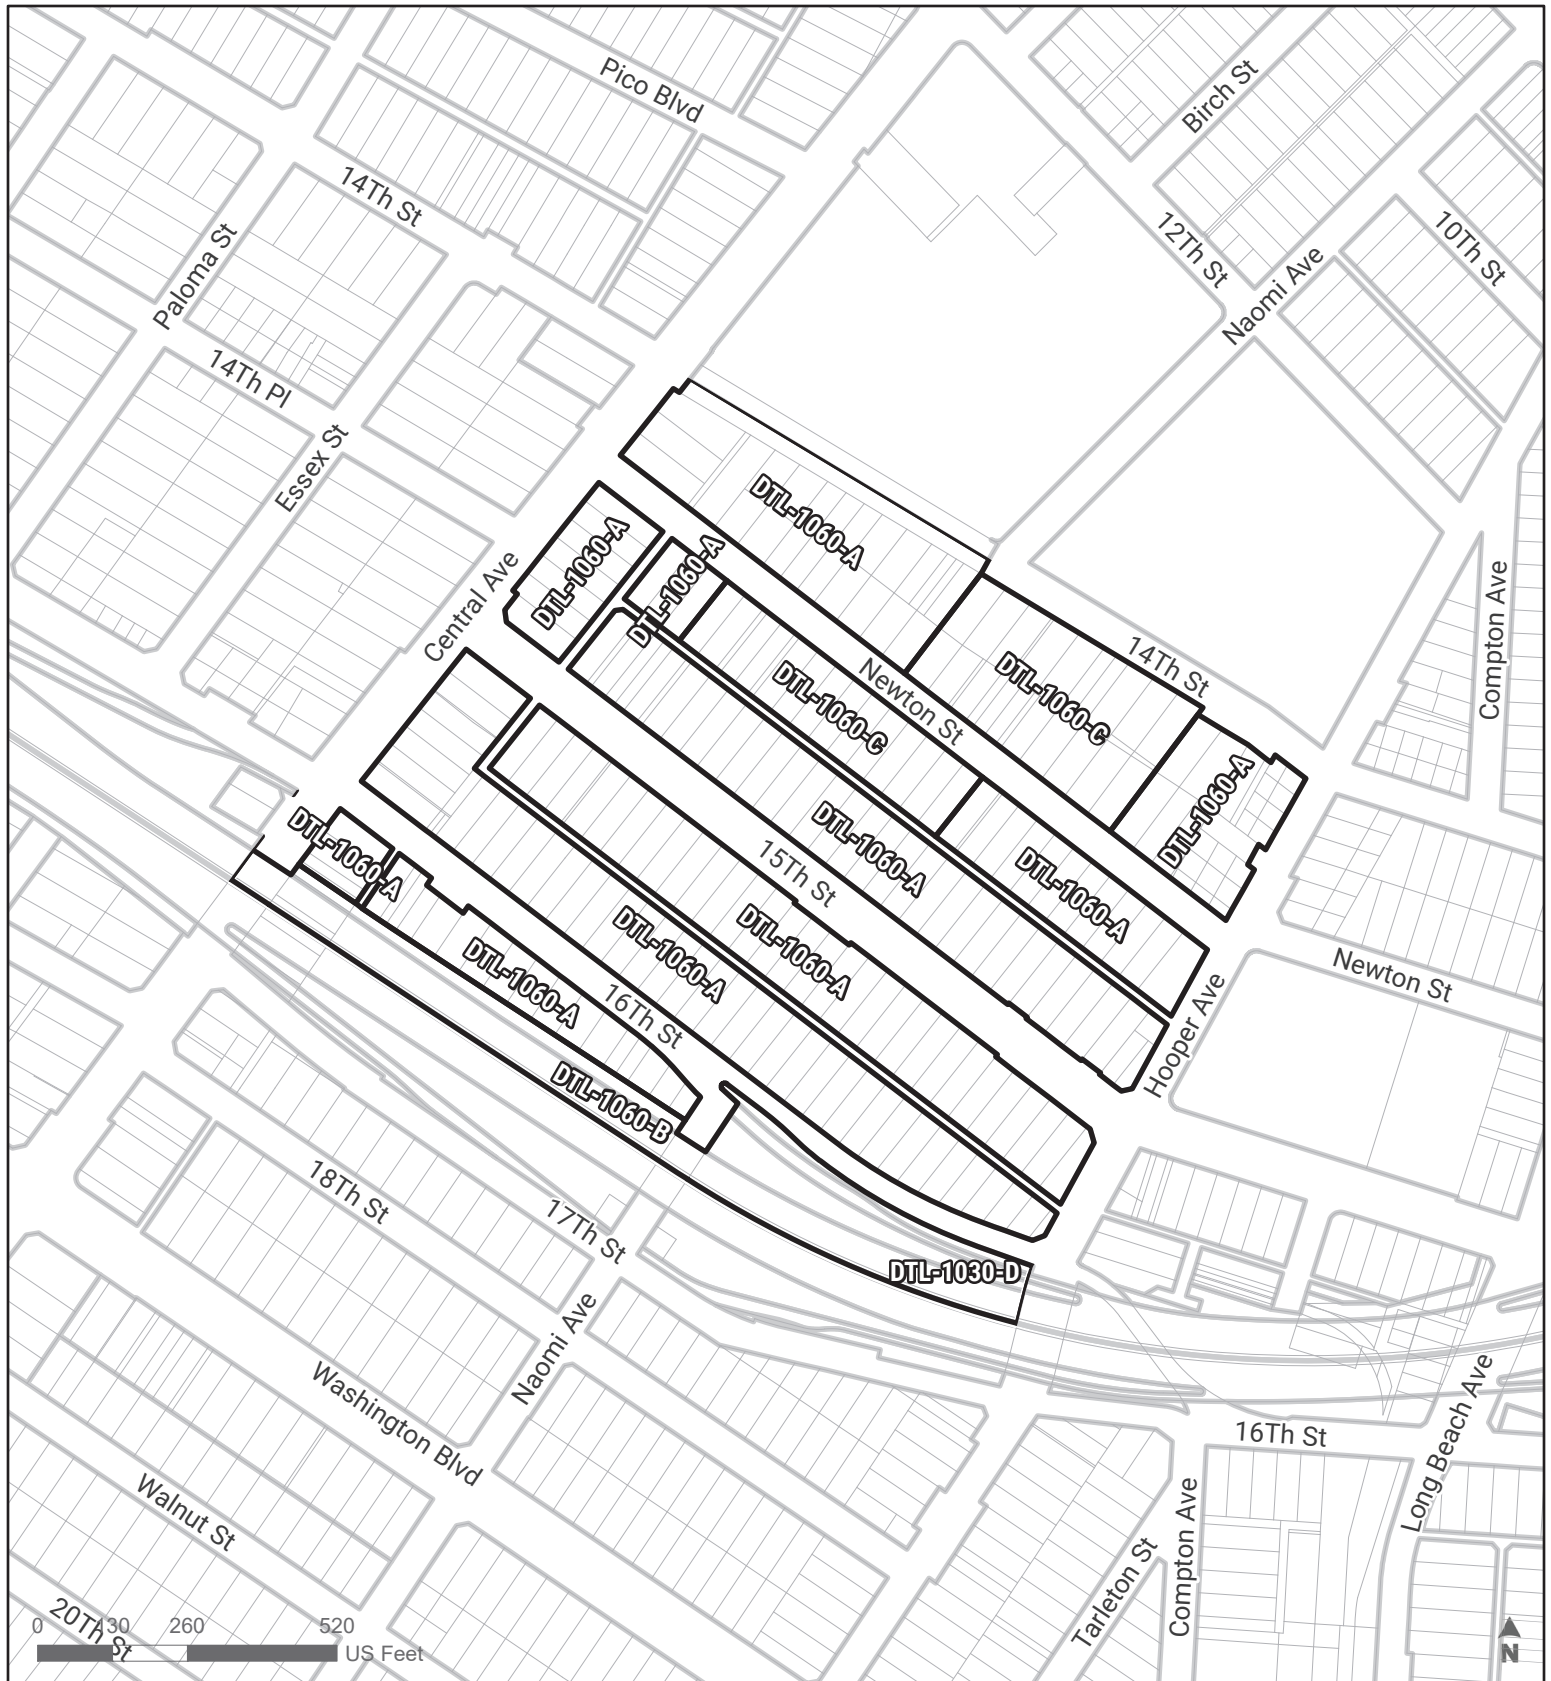 Pico Blvd
Birch St
14Th St
12Th St
10Th St
Paloma St
Naomi Ave
14Th Pl
Essex St
DTL-1060-A
DTL-1060-A
DTL-1060-A
Central Ave
Compton Ave
14Th St
DTL-1060-C
Newton St
DTL-1060-C
DTL-1060-A
DTL-1060-A
15Th St
DTL-1060-A
DTL-1060-A
DTL-1060-A
DTL-1060-A
DTL-1060-A
16Th St
Newton St
Hooper Ave
DTL-1060-B
18Th St
17Th St
DTL-1030-D
Naomi Ave
Washington Blvd
16Th St
Long Beach Ave
Walnut St
Compton Ave
Tarleton St
20Th St
0 130 260 520
US Feet
N